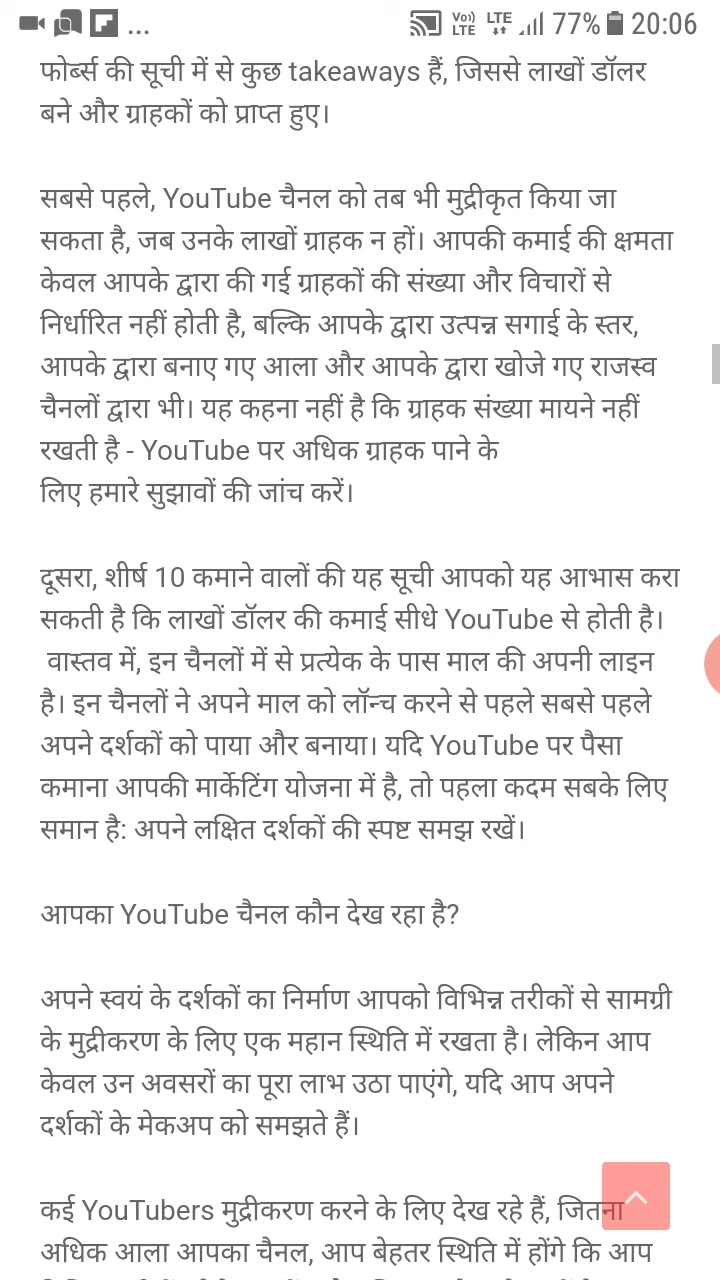 ... Vo)) LTE LTE 77% 20:06
फोर्ब्स की सूची में से कुछ takeaways हैं, जिससे लाखों डॉलर
बने और ग्राहकों को प्राप्त हुए।
सबसे पहले, YouTube चैनल को तब भी मुद्रीकृत किया जा
सकता है, जब उनके लाखों ग्राहक न हों। आपकी कमाई की क्षमता
केवल आपके द्वारा की गई ग्राहकों की संख्या और विचारों से
निर्धारित नहीं होती है, बल्कि आपके द्वारा उत्पन्न सगाई के स्तर,
आपके द्वारा बनाए गए आला और आपके द्वारा खोजे गए राजस्व
चैनलों द्वारा भी। यह कहना नहीं है कि ग्राहक संख्या मायने नहीं
रखती है - YouTube पर अधिक ग्राहक पाने के
लिए हमारे सुझावों की जांच करें।
दूसरा, शीर्ष 10 कमाने वालों की यह सूची आपको यह आभास करा
सकती है कि लाखों डॉलर की कमाई सीधे YouTube से होती है।
वास्तव में, इन चैनलों में से प्रत्येक के पास माल की अपनी लाइन
है। इन चैनलों ने अपने माल को लॉन्च करने से पहले सबसे पहले
अपने दर्शकों को पाया और बनाया। यदि YouTube पर पैसा
कमाना आपकी मार्केटिंग योजना में है, तो पहला कदम सबके लिए
समान है: अपने लक्षित दर्शकों की स्पष्ट समझ रखें।
आपका YouTube चैनल कौन देख रहा है?
अपने स्वयं के दर्शकों का निर्माण आपको विभिन्न तरीकों से सामग्री
के मुद्रीकरण के लिए एक महान स्थिति में रखता है। लेकिन आप
केवल उन अवसरों का पूरा लाभ उठा पाएंगे, यदि आप अपने
दर्शकों के मेकअप को समझते हैं।
कई YouTubers मुद्रीकरण करने के लिए देख रहे हैं, जितना
अधिक आला आपका चैनल, आप बेहतर स्थिति में होंगे कि आप